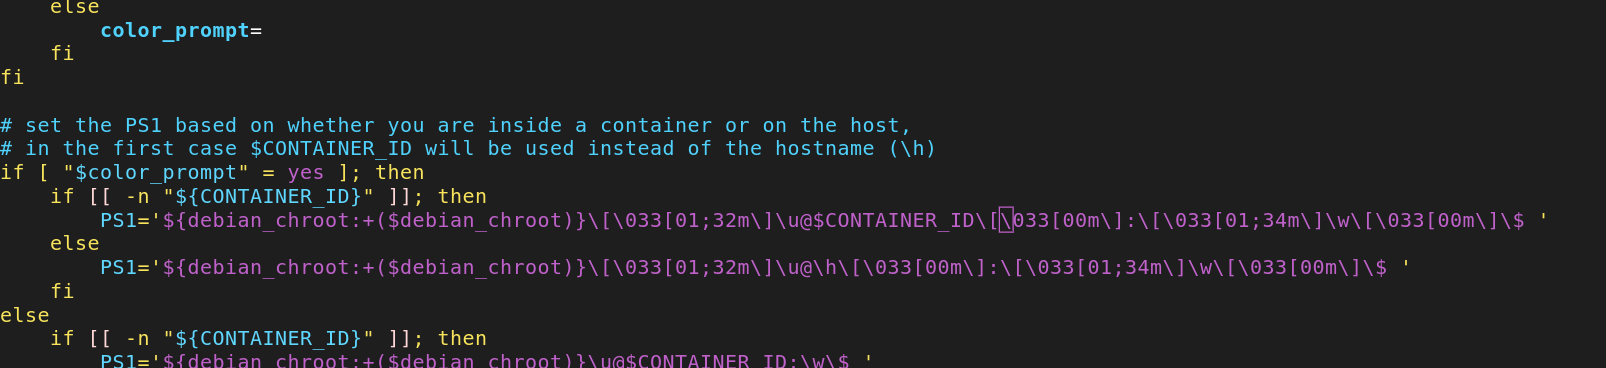 else
        color_prompt=
    fi
fi

# set the PS1 based on whether you are inside a container or on the host,
# in the first case $CONTAINER_ID will be used instead of the hostname (\h)
if [ "$color_prompt" = yes ]; then
    if [[ -n "${CONTAINER_ID}" ]]; then
        PS1='${debian_chroot:+($debian_chroot)}\[\033[01;32m\]\u@$CONTAINER_ID\[\033[00m\]:\[\033[01;34m\]\w\[\033[00m\]\$ '
    else
        PS1='${debian_chroot:+($debian_chroot)}\[\033[01;32m\]\u@\h\[\033[00m\]:\[\033[01;34m\]\w\[\033[00m\]\$ '
    fi
else
    if [[ -n "${CONTAINER_ID}" ]]; then
        PS1='${debian_chroot:+($debian_chroot)}\u@$CONTAINER_ID:\w\$ '